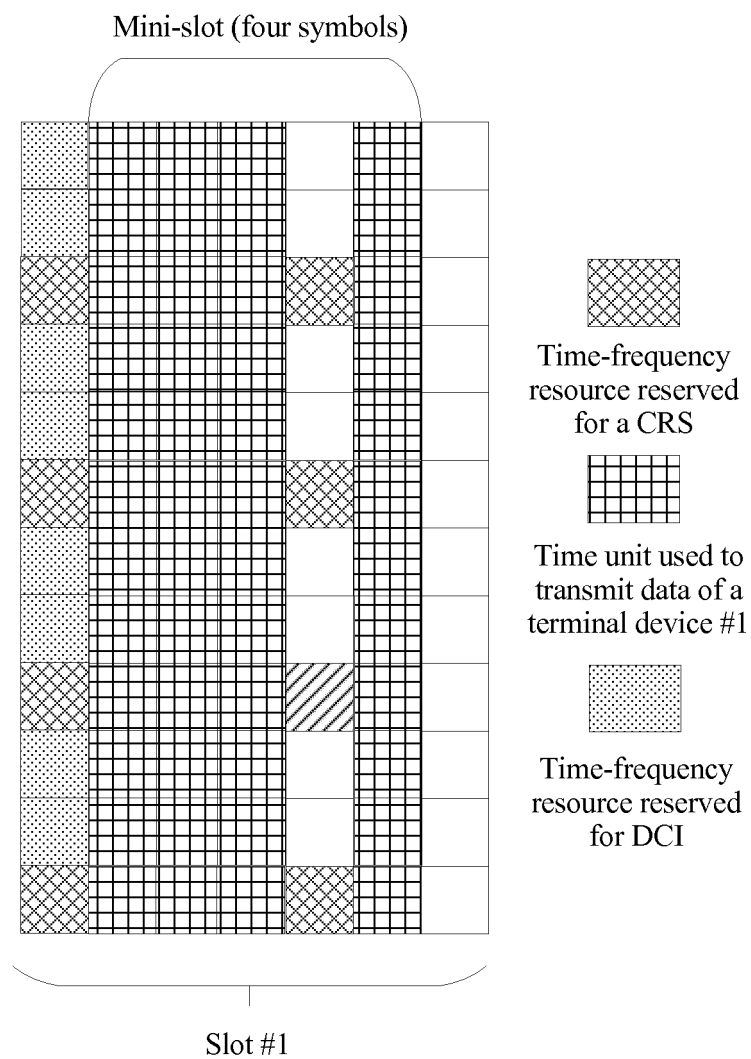 Mini-slot (four symbols)
Time-frequency
resource reserved
for a CRS
Time unit used to
transmit data of a
terminal device #1
Time-frequency
resource reserved
for DCI
Slot #1